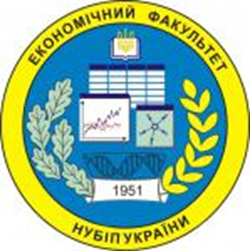 ЕКОНОМІЧНИЙ ФАКУЛЬТЕТ
1951
НУБІП УКРАЇНИ